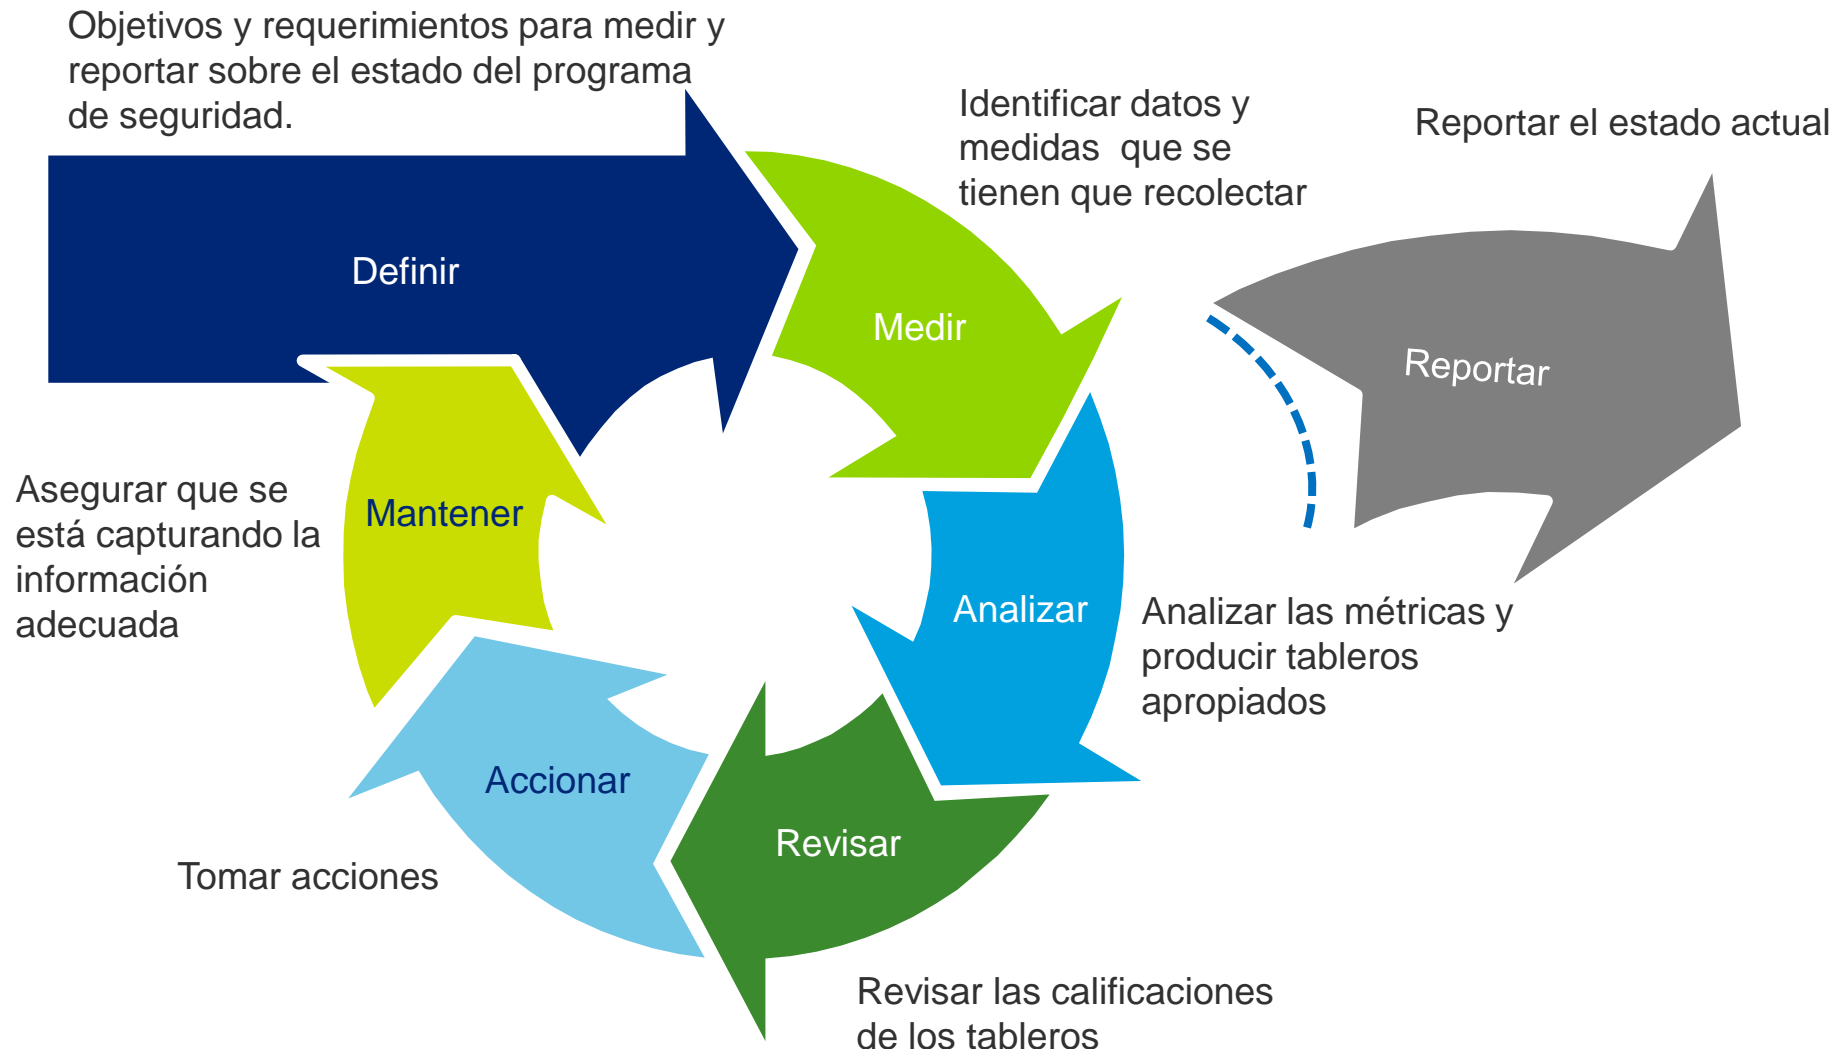 Objetivos y requerimientos para medir y
reportar sobre el estado del programa
de seguridad.
Identificar datos y
medidas que se
tienen que recolectar
Reportar el estado actual
Definir
Medir
Reportar
Mantener
Asegurar que se
está capturando la
información
adecuada
Analizar
Analizar las métricas y
producir tableros
apropiados
Accionar
Revisar
Tomar acciones
Revisar las calificaciones
de los tableros